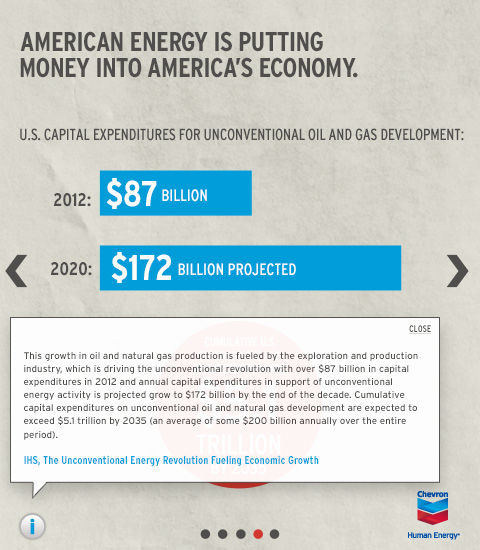 AMERICAN ENERGY IS PUTTING
MONEY INTO AMERICA'S ECONOMY.
U.S. CAPITAL EXPENDITURES FOR UNCONVENTIONAL OIL AND GAS DEVELOPMENT:
2012: $87 BILLION
2020: $172 BILLION PROJECTED
CLOSE
CUMULATIVE U.S.
This growth in oil and natural gas production is fueled by the exploration and production
industry, which is driving the unconventional revolution with over $87 billion in capital
expenditures in 2012 and annual capital expenditures in support of unconventional
energy activity is projected grow to $172 billion by the end of the decade. Cumulative
capital expenditures on unconventional oil and natural gas development are expected to
exceed $5.1 trillion by 2035 (an average of some $200 billion annually over the entire
period).
TRILLION
IHS, The Unconventional Energy Revolution Fueling Economic Growth
i
Chevron
Human Energy®